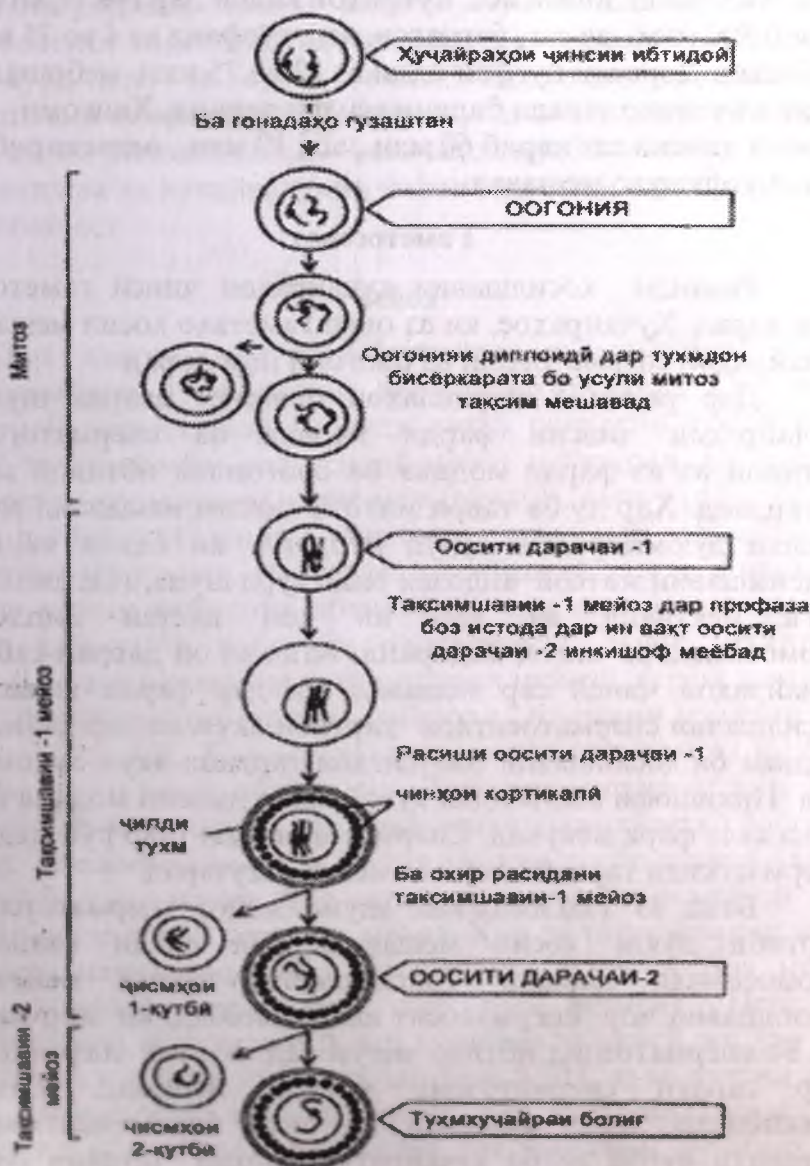 Ҳуҷайраҳои ҷинсии ибтидоӣ
Ба гонадаҳо гузаштан
ООГОНИЯ
Оогонияи диплоидӣ дар тухмдон
бисёркарата бо усули митоз
тақсим мешавад
Митоз
Оосити дараҷаи -1
Тақсимшавии -1 мейоз дар профаза
боз истода дар ин вақт оосити
дараҷаи -2 инкишоф меёбад
Тақсимшавии -1 мейоз
Расиши оосити дараҷаи -1
чинҳои кортикалӣ
ҷилди
тухм
Ба охир расидани
тақсимшавии-1 мейоз
ҷисмҳои
1-қутбӣ
ООСИТИ ДАРАҶАИ-2
Тақсимшавии -2
мейоз
ҷисмҳои
2-қутбӣ
Тухмҳуҷайраи болиғ